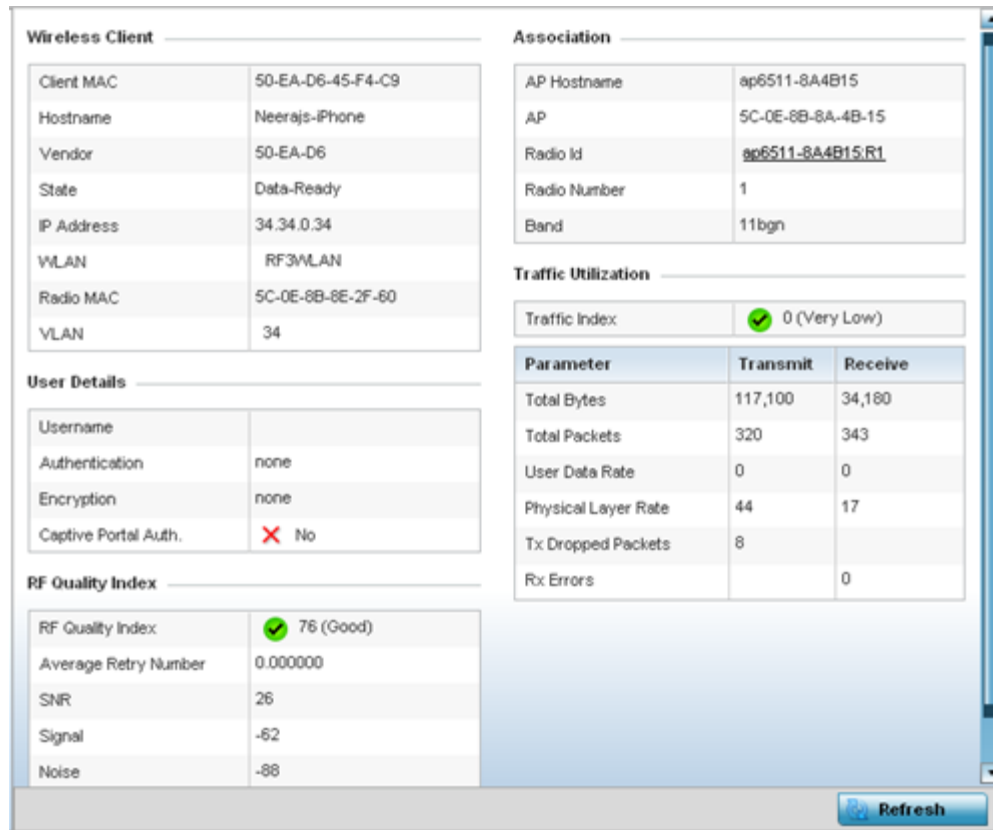 Wireless Client
Client MAC 50-EA-D6-45-F4-C9
Hostname Neerajs-iPhone
Vendor 50-EA-D6
State Data-Ready
IP Address 34.34.0.34
WLAN RF3WLAN
Radio MAC 5C-0E-8B-8E-2F-60
VLAN 34
User Details
Username
Authentication none
Encryption none
Captive Portal Auth. No
RF Quality Index
RF Quality Index 76 (Good)
Average Retry Number 0.000000
SNR 26
Signal -62
Noise -88
Association
AP Hostname ap6511-8A4B15
AP 5C-0E-8B-8A-4B-15
Radio Id ap6511-8A4B15:R1
Radio Number 1
Band 11bgn
Traffic Utilization
Traffic Index 0 (Very Low)
Parameter Transmit Receive
Total Bytes 117,100 34,180
Total Packets 320 343
User Data Rate 0 0
Physical Layer Rate 44 17
Tx Dropped Packets 8
Rx Errors 0
Refresh